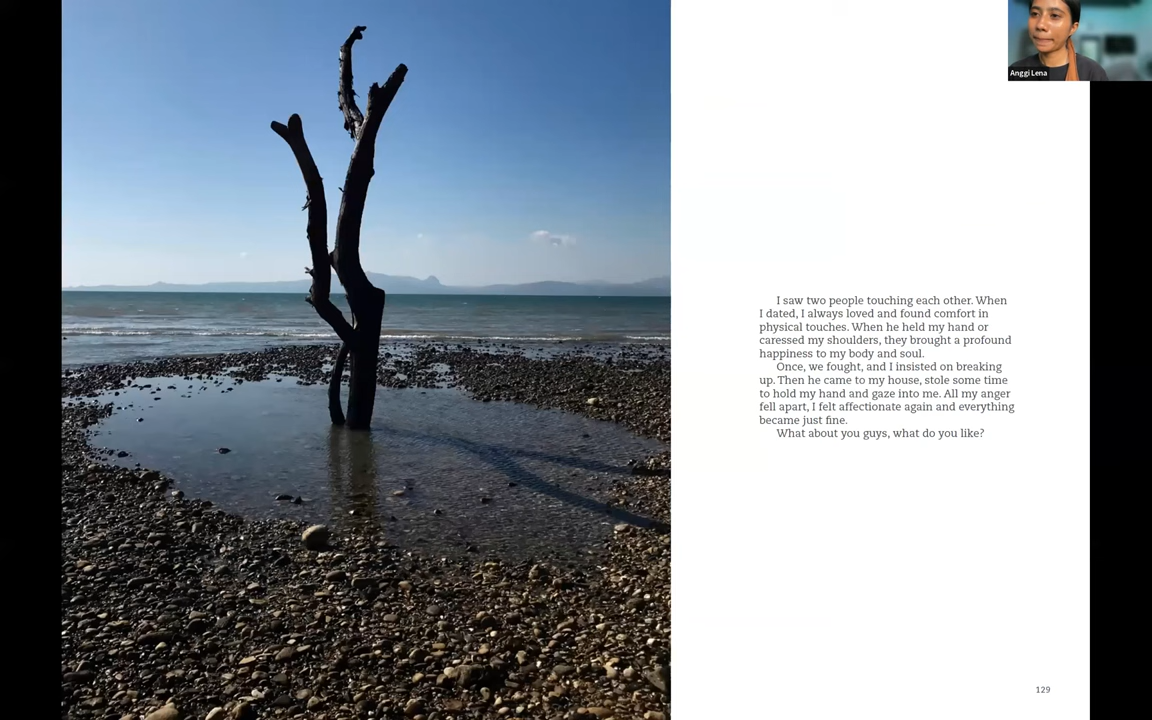 Anggi Lena
I saw two people touching each other. When
I dated, I always loved and found comfort in
physical touches. When he held my hand or
caressed my shoulders, they brought a profound
happiness to my body and soul.
Once, we fought, and I insisted on breaking
up. Then he came to my house, stole some time
to hold my hand and gaze into me. All my anger
fell apart, I felt affectionate again and everything
became just fine.
What about you guys, what do you like?
129